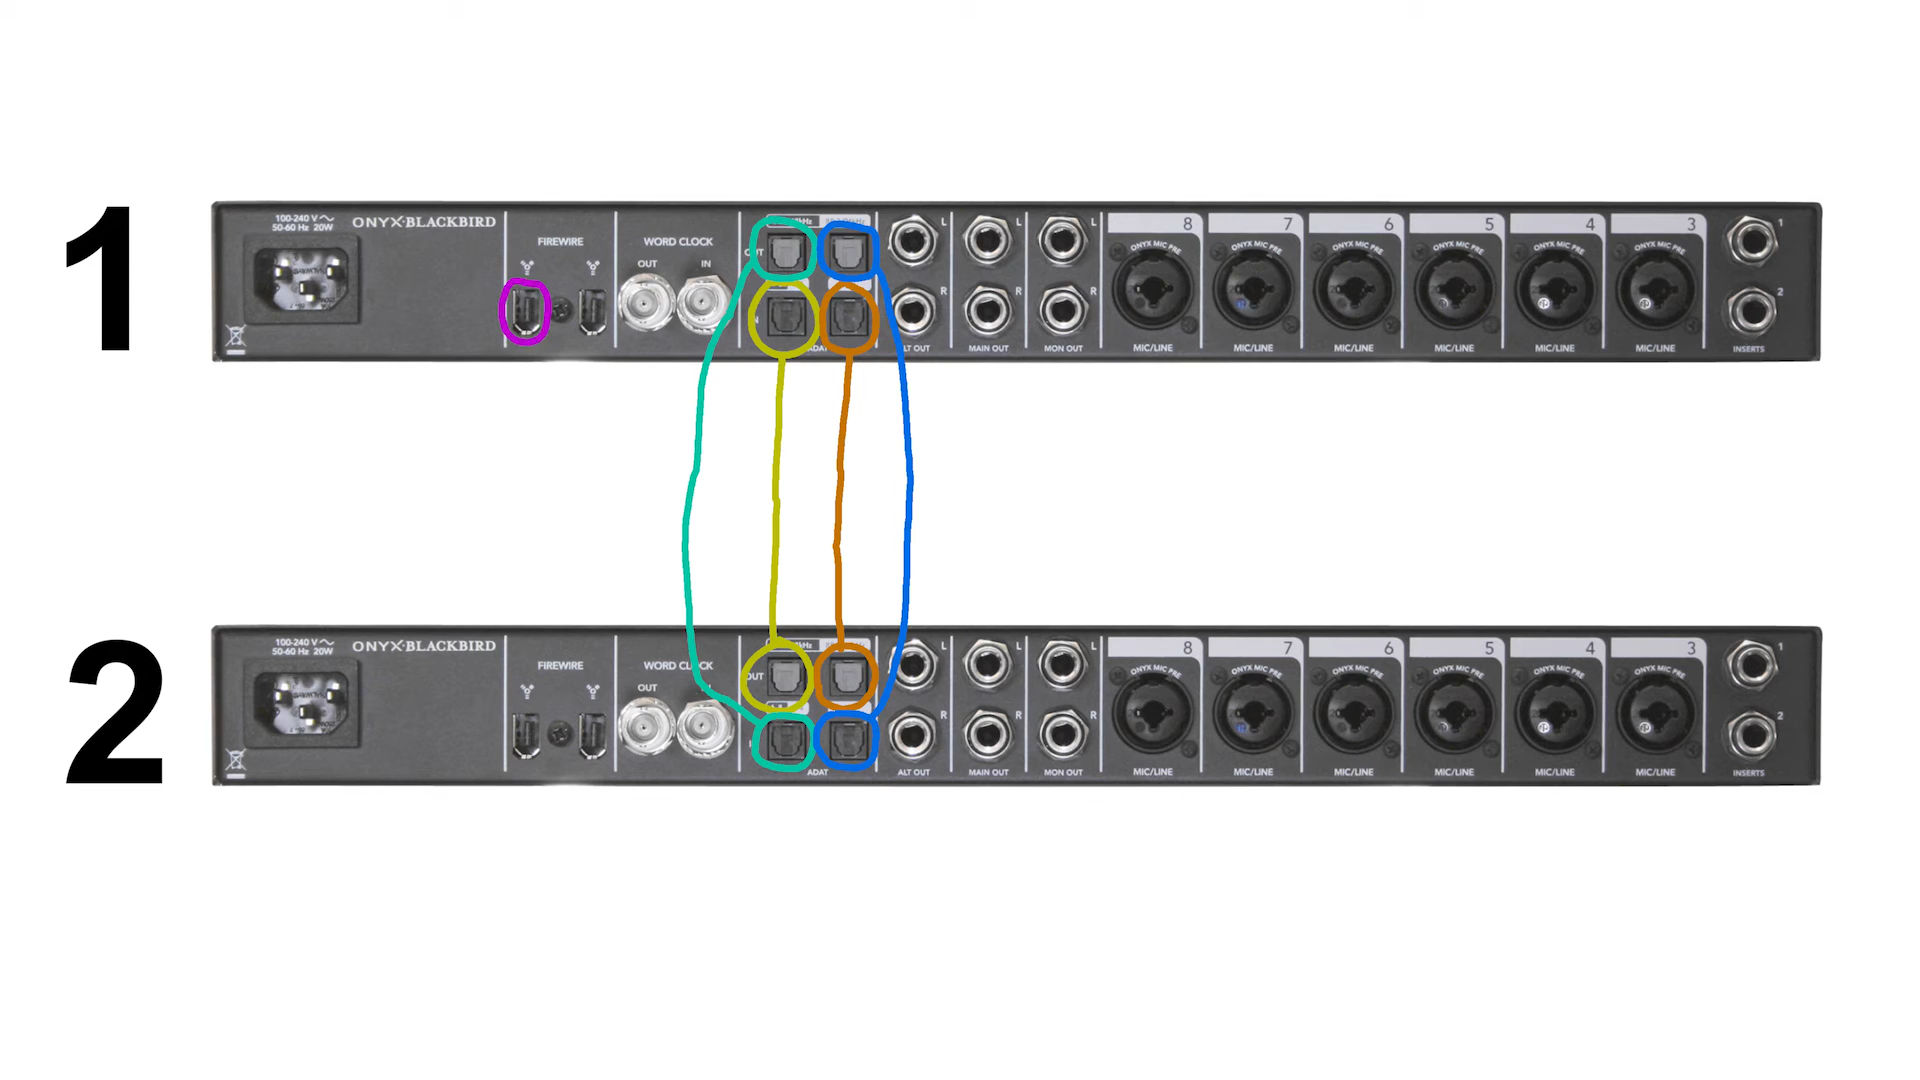 1
100-240 V
50-60 Hz 20W
ONYX·BLACKBIRD
FIREWIRE
WORD CLOCK
OUT IN
L L L
R R R
MAIN OUT
MON OUT
8 7 6 5 4 3
ONYX MIC PRE ONYX MIC PRE ONYX MIC PRE ONYX MIC PRE ONYX MIC PRE ONYX MIC PRE
MIC/LINE MIC/LINE MIC/LINE MIC/LINE MIC/LINE MIC/LINE
1
2
INSERTS
2
100-240 V
50-60 Hz 20W
ONYX·BLACKBIRD
FIREWIRE
WORD CLOCK
OUT
OUT
ADAT
L L L
R R R
ALT OUT
MAIN OUT
MON OUT
8 7 6 5 4 3
ONYX MIC PRE ONYX MIC PRE ONYX MIC PRE ONYX MIC PRE ONYX MIC PRE ONYX MIC PRE
MIC/LINE MIC/LINE MIC/LINE MIC/LINE MIC/LINE MIC/LINE
1
2
INSERTS